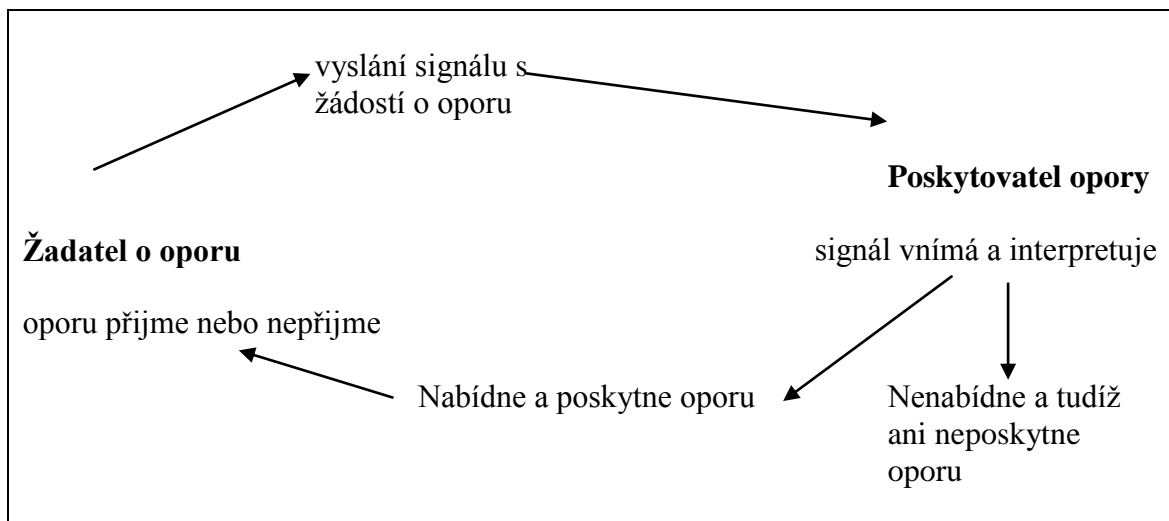 vyslání signálu s
žádostí o oporu
Poskytovatel opory
Žadatel o oporu
signál vnímá a interpretuje
oporu přijme nebo nepřijme
Nabídne a poskytne oporu
Nenabídne a tudíž
ani neposkytne
oporu